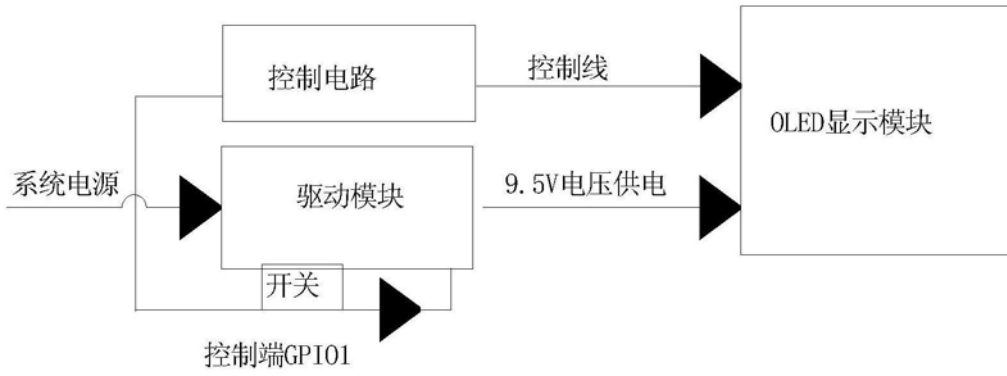 控制电路
控制线
OLED显示模块
系统电源
驱动模块
9.5V电压供电
开关
控制端GPIO1